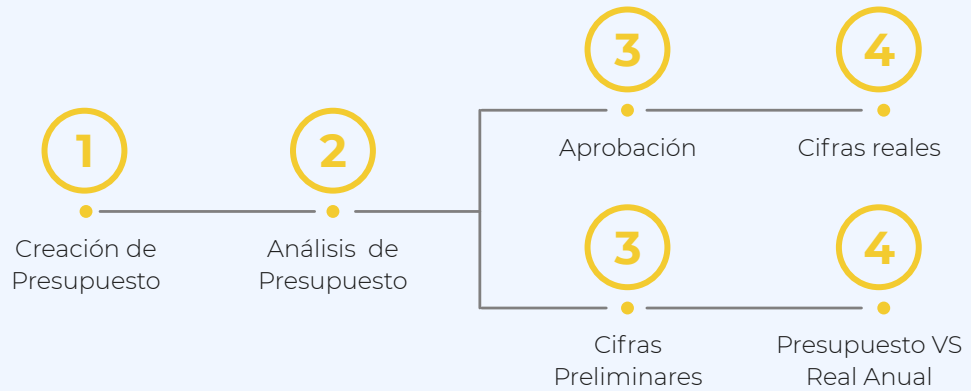 1
Creación de
Presupuesto
2
Análisis de
Presupuesto
3
Aprobación
4
Cifras reales
3
Cifras
Preliminares
4
Presupuesto VS
Real Anual